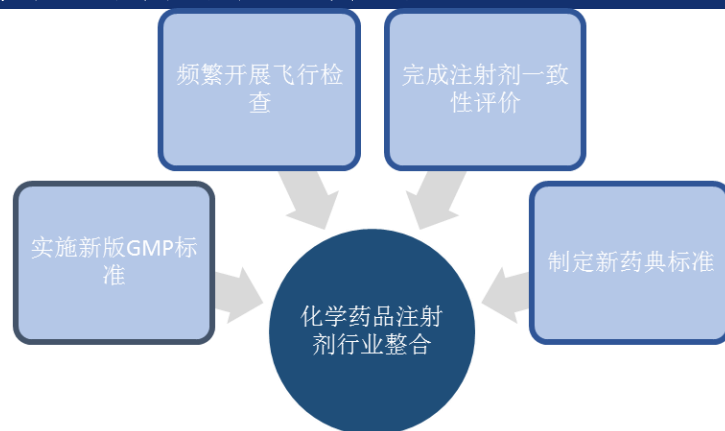 频繁开展飞行检
查
完成注射剂一致
性评价
实施新版GMP标
准
制定新药典标准
化学药品注射
剂行业整合